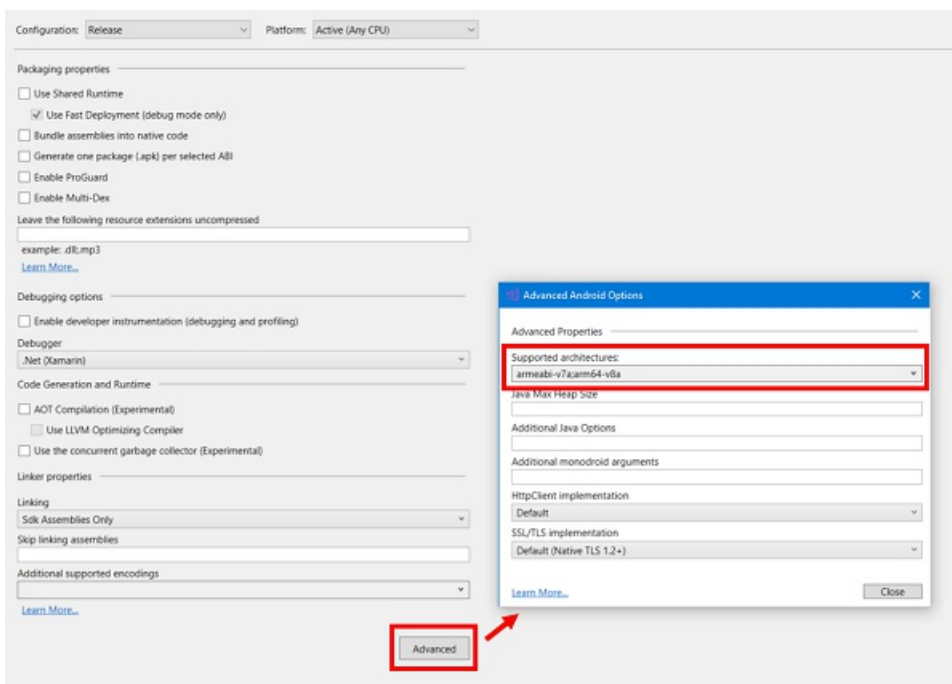 Configuration: Release Platform: Active (Any CPU)
Packaging properties
Use Shared Runtime
Use Fast Deployment (debug mode only)
Bundle assemblies into native code
Generate one package (.apk) per selected ABI
Enable ProGuard
Enable Multi-Dex
Leave the following resource extensions uncompressed
example: .dll;.mp3
Learn More...
Debugging options
Enable developer instrumentation (debugging and profiling)
Debugger
.Net (Xamarin)
Code Generation and Runtime
AOT Compilation (Experimental)
Use LLVM Optimizing Compiler
Use the concurrent garbage collector (Experimental)
Linker properties
Linking
Sdk Assemblies Only
Skip linking assemblies
Additional supported encodings
Learn More...
Advanced
Advanced Android Options
Advanced Properties
Supported architectures:
armeabi-v7a;arm64-v8a
Java Max Heap Size
Additional Java Options
Additional monodroid arguments
HttpClient implementation
Default
SSL/TLS implementation
Default (Native TLS 1.2+)
Learn More...
Close